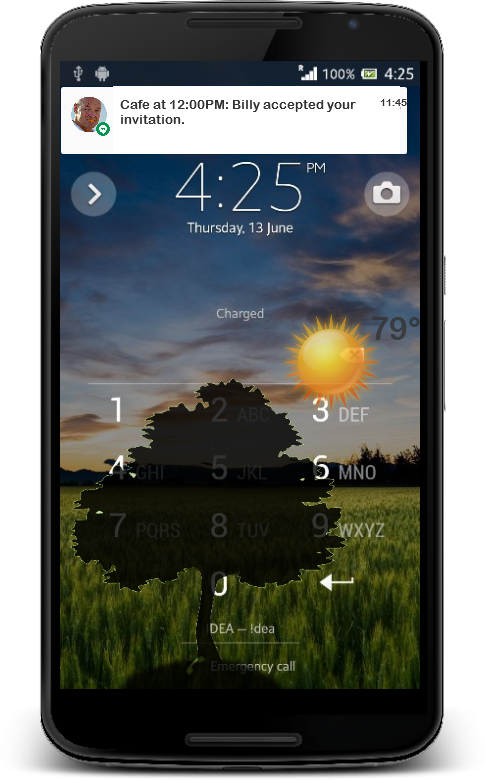 R 100% 4:25
Cafe at 12:00PM: Billy accepted your 11:45
invitation.
4:25 PM
Thursday, 13 June
Charged
79°
1 2 ABC 3 DEF
4 GHI 5 JKL 6 MNO
7 PQRS 8 TUV 9 WXYZ
0
DEA — !dea
Emergency call